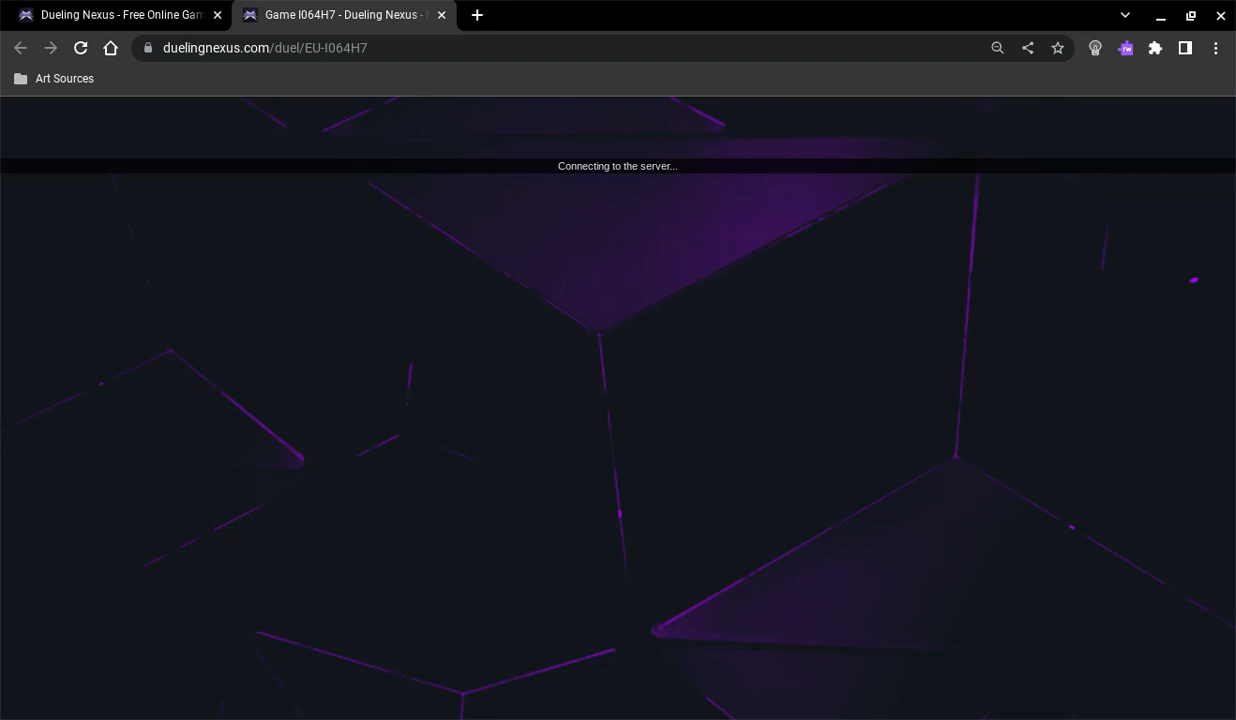 Dueling Nexus - Free Online Gam
Game I064H7 - Dueling Nexus -
duelingnexus.com/duel/EU-I064H7
rw
Art Sources
Connecting to the server...